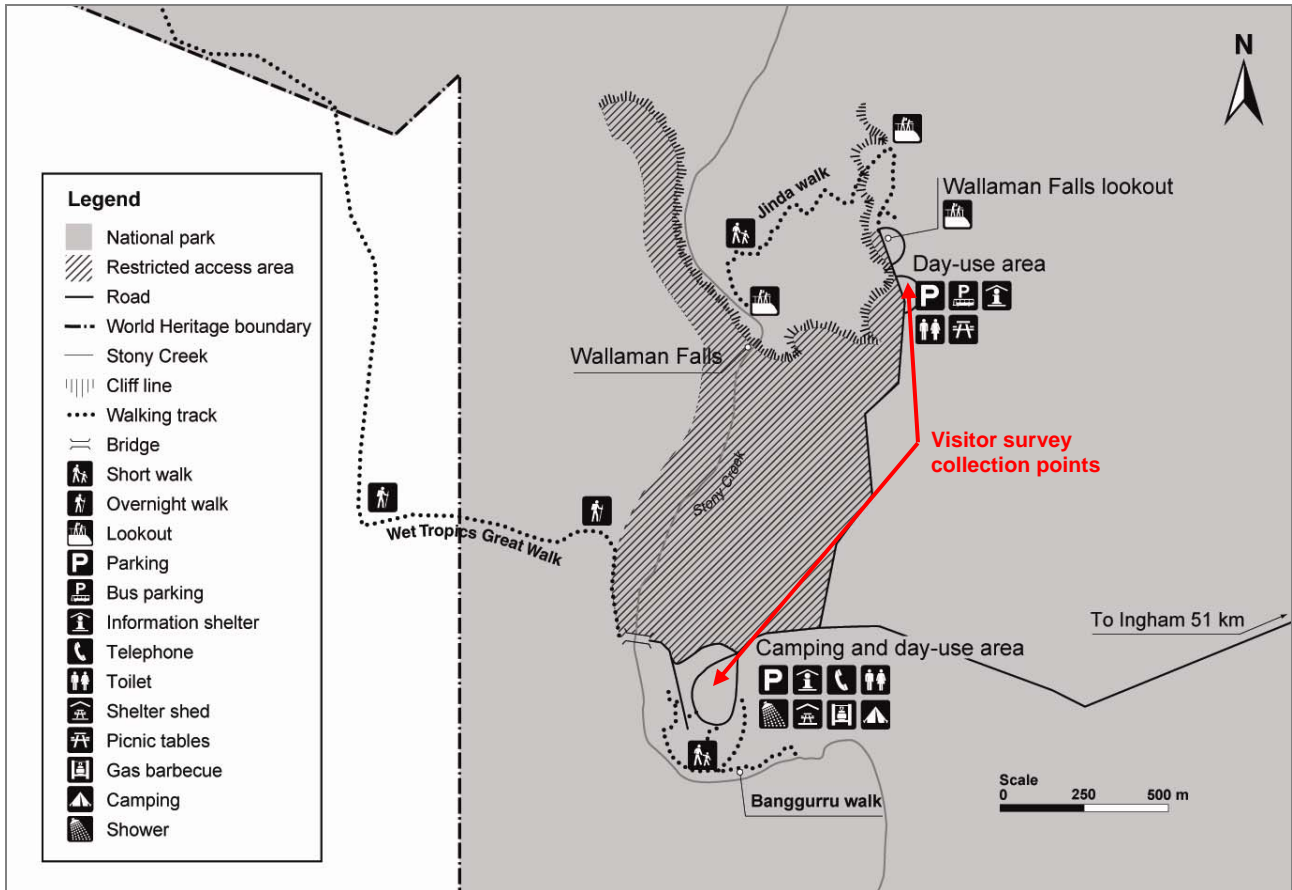 N
Legend
National park
Restricted access area
Road
World Heritage boundary
Stony Creek
Cliff line
Walking track
Bridge
Short walk
Overnight walk
Lookout
P Parking
P Bus parking
Information shelter
Telephone
Toilet
Shelter shed
Picnic tables
Gas barbecue
Camping
Shower
Jinda walk
Wallaman Falls lookout
Day-use area
P P
Wallaman Falls
Visitor survey
collection points
Stony Creek
Wet Tropics Great Walk
To Ingham 51 km
Camping and day-use area
P
Banggurru walk
Scale
0 250 500 m